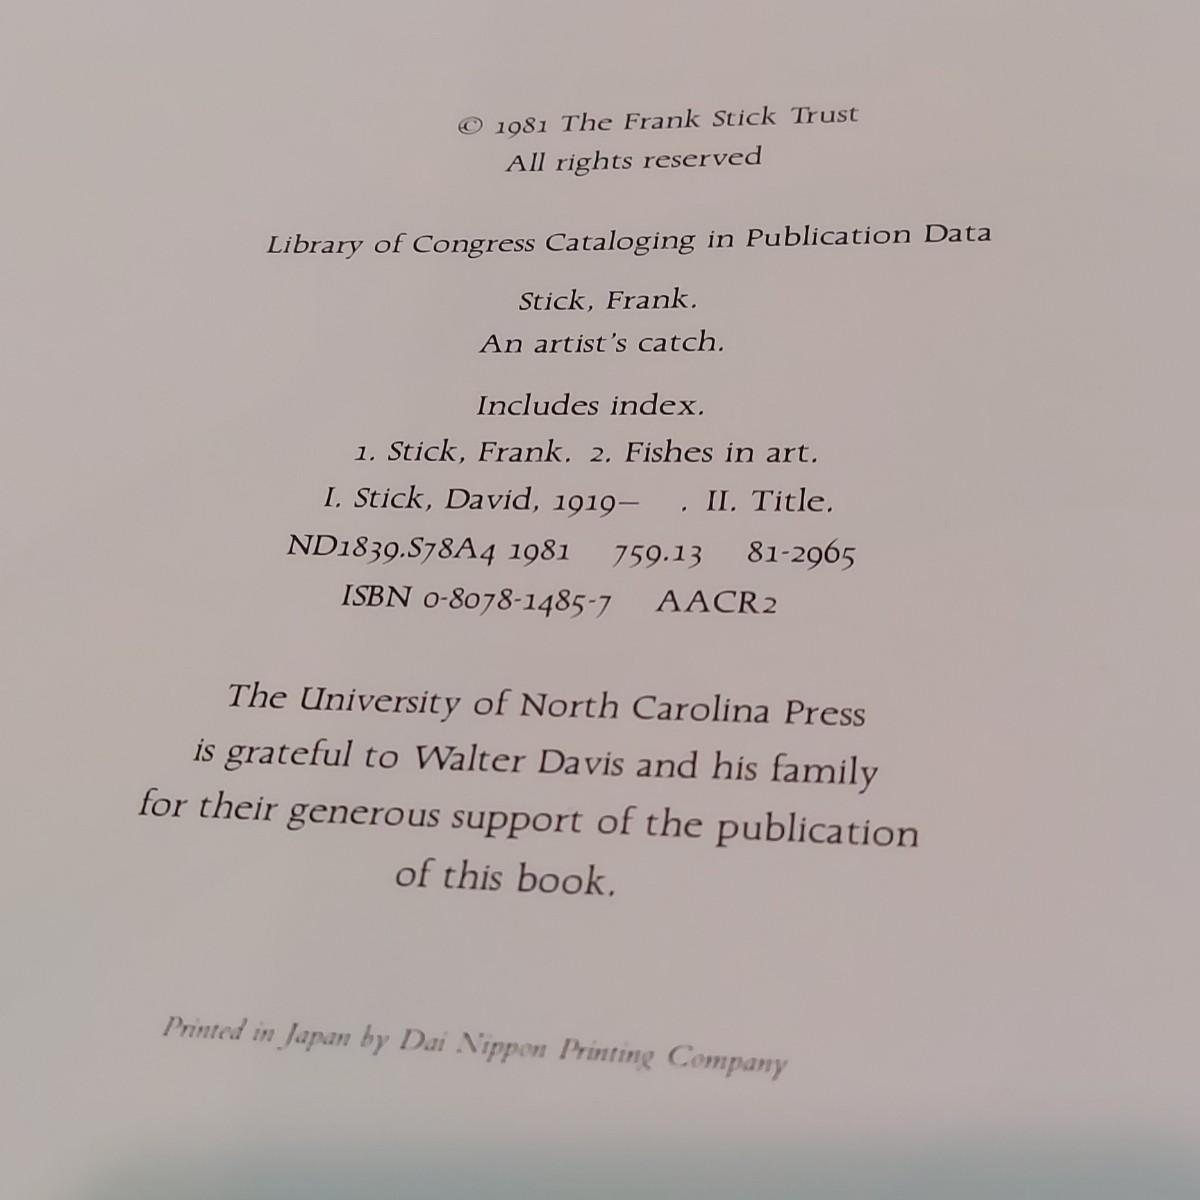 © 1981 The Frank Stick Trust
All rights reserved
Library of Congress Cataloging in Publication Data
Stick, Frank.
An artist's catch.
Includes index.
1. Stick, Frank. 2. Fishes in art.
I. Stick, David, 1919– . II. Title.
ND1839.S78A4 1981 759.13 81-2965
ISBN 0-8078-1485-7 AACR2
The University of North Carolina Press
is grateful to Walter Davis and his family
for their generous support of the publication
of this book.
Printed in Japan by Dai Nippon Printing Company